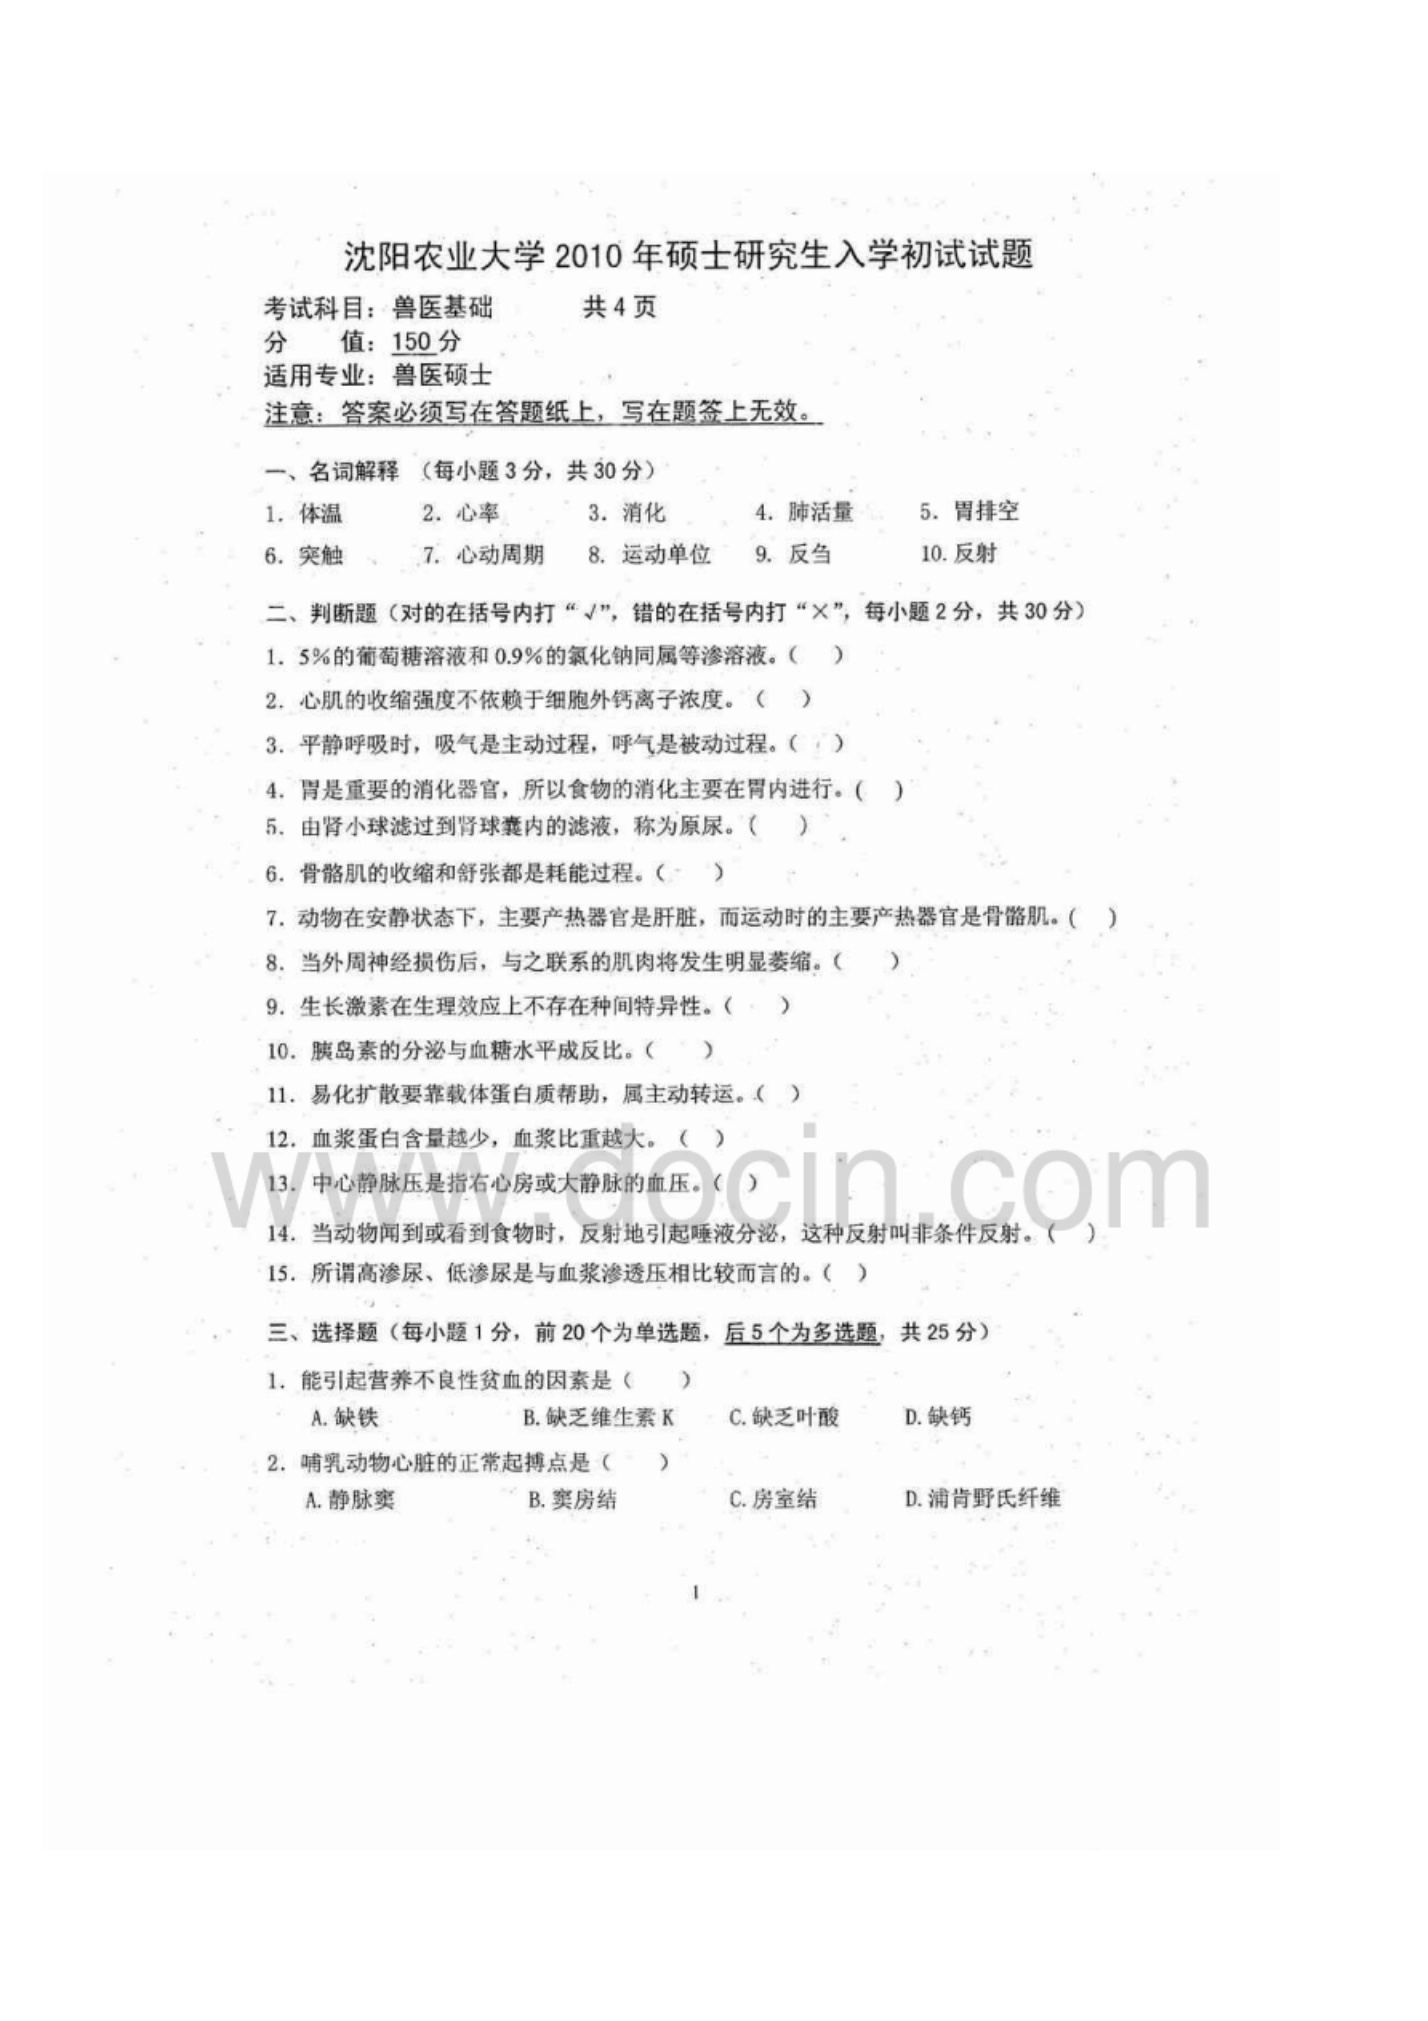 沈阳农业大学2010年硕士研究生入学初试试题
考试科目：兽医基础 共4页
分 值：150分
适用专业：兽医硕士
注意：答案必须写在答题纸上，写在题签上无效。
一、名词解释 （每小题3分，共30分）
1．体温 2．心率 3．消化 4．肺活量 5．胃排空
6．突触 7．心动周期 8．运动单位 9．反刍 10.反射
二、判断题（对的在括号内打“√”，错的在括号内打“×”，每小题2分，共30分）
1．5％的葡萄糖溶液和0.9％的氯化钠同属等渗溶液。（ ）
2．心肌的收缩强度不依赖于细胞外钙离子浓度。（ ）
3．平静呼吸时，吸气是主动过程，呼气是被动过程。（ ）
4．胃是重要的消化器官，所以食物的消化主要在胃内进行。( )
5．由肾小球滤过到肾球囊内的滤液，称为原尿。( )
6．骨骼肌的收缩和舒张都是耗能过程。（ ）
7．动物在安静状态下，主要产热器官是肝脏，而运动时的主要产热器官是骨骼肌。( )
8．当外周神经损伤后，与之联系的肌肉将发生明显萎缩。（ ）
9．生长激素在生理效应上不存在种间特异性。（ ）
10．胰岛素的分泌与血糖水平成反比。（ ）
11．易化扩散要靠载体蛋白质帮助，属主动转运。（ ）
12．血浆蛋白含量越少，血浆比重越大。（ ）
www.docin.com
13．中心静脉压是指右心房或大静脉的血压。（ ）
14．当动物闻到或看到食物时，反射地引起唾液分泌，这种反射叫非条件反射。（ ）
15．所谓高渗尿、低渗尿是与血浆渗透压相比较而言的。（ ）
三、选择题（每小题1分，前20个为单选题，后5个为多选题，共25分）
1．能引起营养不良性贫血的因素是（ ）
A.缺铁 B.缺乏维生素K C.缺乏叶酸 D.缺钙
2．哺乳动物心脏的正常起搏点是（ ）
A.静脉窦 B.窦房结 C.房室结 D.浦肯野氏纤维
1